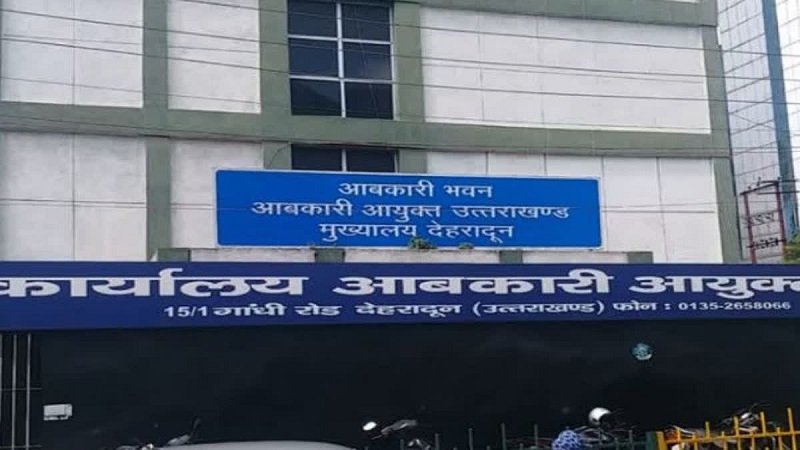 आबकारी भवन
आबकारी आयुक्त उत्तराखण्ड
मुख्यालय देहरादून
कार्यालय आबकारी आयुक्त
15/1 गांधी रोड देहरादून (उत्तराखण्ड) फोन : 0135-2658066